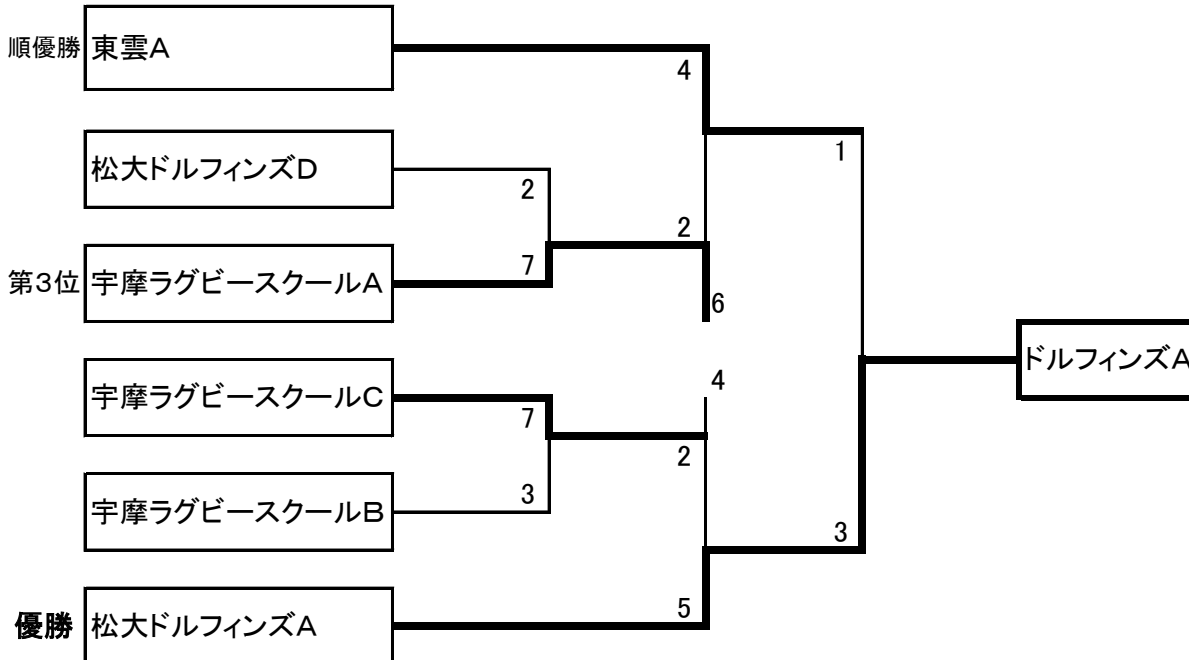 順優勝 東雲A
4
1
松大ドルフィンズD
2
2
第3位 宇摩ラグビースクールA
7
6
ドルフィンズA
宇摩ラグビースクールC
4
7
2
宇摩ラグビースクールB
3
3
優勝 松大ドルフィンズA
5